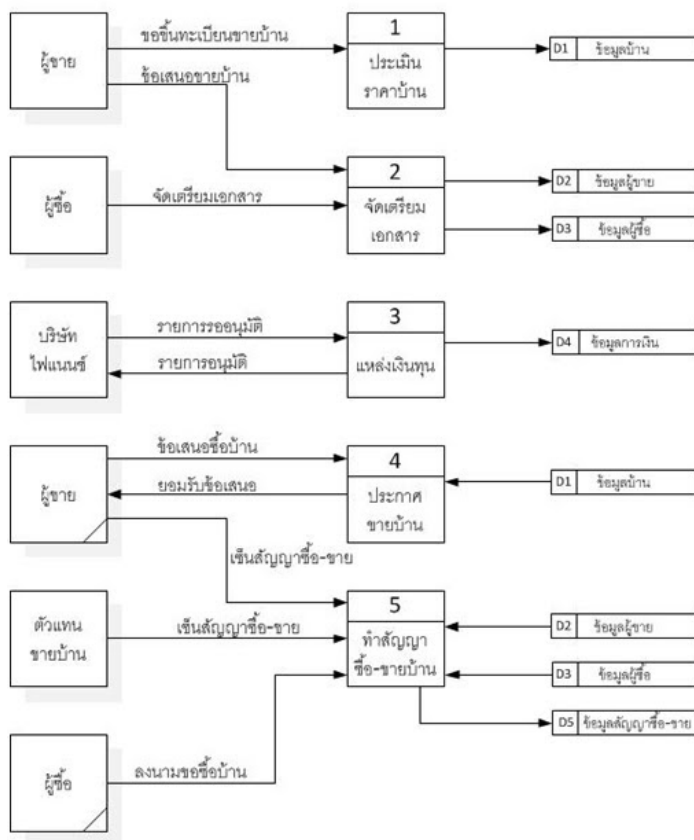 ผู้ขาย
ขอขึ้นทะเบียนขายบ้าน
ข้อเสนอขายบ้าน
1
ประเมิน
ราคาบ้าน
D1 ข้อมูลบ้าน
ผู้ซื้อ
จัดเตรียมเอกสาร
2
จัดเตรียม
เอกสาร
D2 ข้อมูลผู้ขาย
D3 ข้อมูลผู้ซื้อ
บริษัท
ไฟแนนซ์
รายการรออนุมัติ
รายการอนุมัติ
3
แหล่งเงินทุน
D4 ข้อมูลการเงิน
ผู้ขาย
ข้อเสนอซื้อบ้าน
ยอมรับข้อเสนอ
4
ประกาศ
ขายบ้าน
D1 ข้อมูลบ้าน
เซ็นสัญญาซื้อ-ขาย
ตัวแทน
ขายบ้าน
เซ็นสัญญาซื้อ-ขาย
5
ทำสัญญา
ซื้อ-ขายบ้าน
D2 ข้อมูลผู้ขาย
D3 ข้อมูลผู้ซื้อ
D5 ข้อมูลสัญญาซื้อ-ขาย
ผู้ซื้อ
ลงนามขอซื้อบ้าน